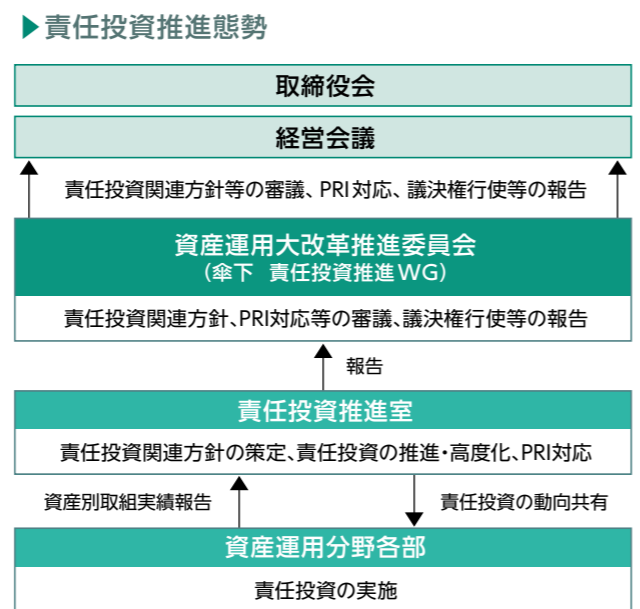 ▶責任投資推進態勢
取締役会
経営会議
責任投資関連方針等の審議、PRI対応、議決権行使等の報告
資産運用大改革推進委員会
(傘下 責任投資推進WG)
責任投資関連方針、PRI対応等の審議、議決権行使等の報告
報告
責任投資推進室
責任投資関連方針の策定、責任投資の推進・高度化、PRI対応
資産別取組実績報告
責任投資の動向共有
資産運用分野各部
責任投資の実施